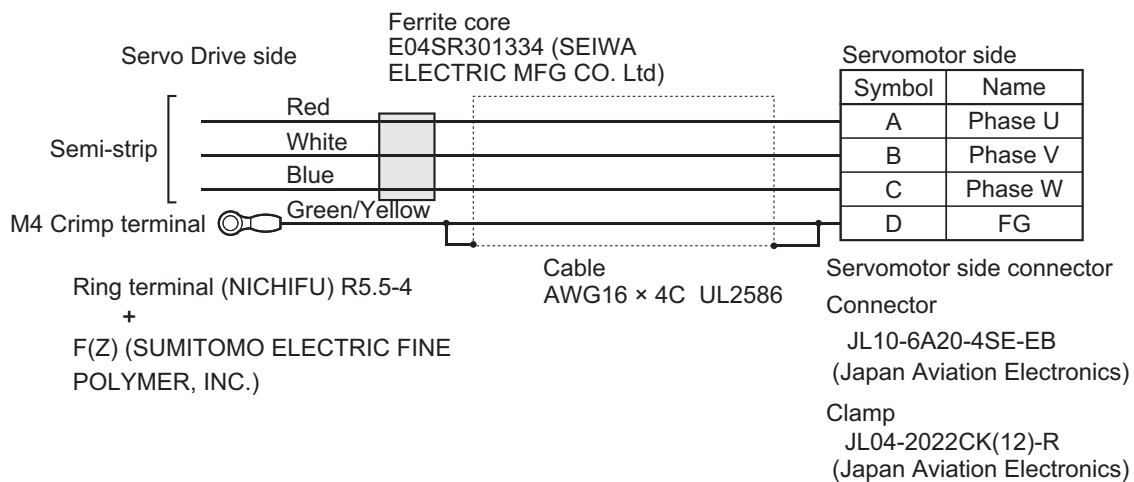 Ferrite core
E04SR301334 (SEIWA
ELECTRIC MFG CO. Ltd)
Servo Drive side
Servomotor side
Symbol Name
Red
A Phase U
White
B Phase V
Semi-strip
Blue
C Phase W
Green/Yellow
M4 Crimp terminal
D FG
Cable
AWG16 × 4C UL2586
Ring terminal (NICHIFU) R5.5-4
+
F(Z) (SUMITOMO ELECTRIC FINE
POLYMER, INC.)
Servomotor side connector
Connector
JL10-6A20-4SE-EB
(Japan Aviation Electronics)
Clamp
JL04-2022CK(12)-R
(Japan Aviation Electronics)